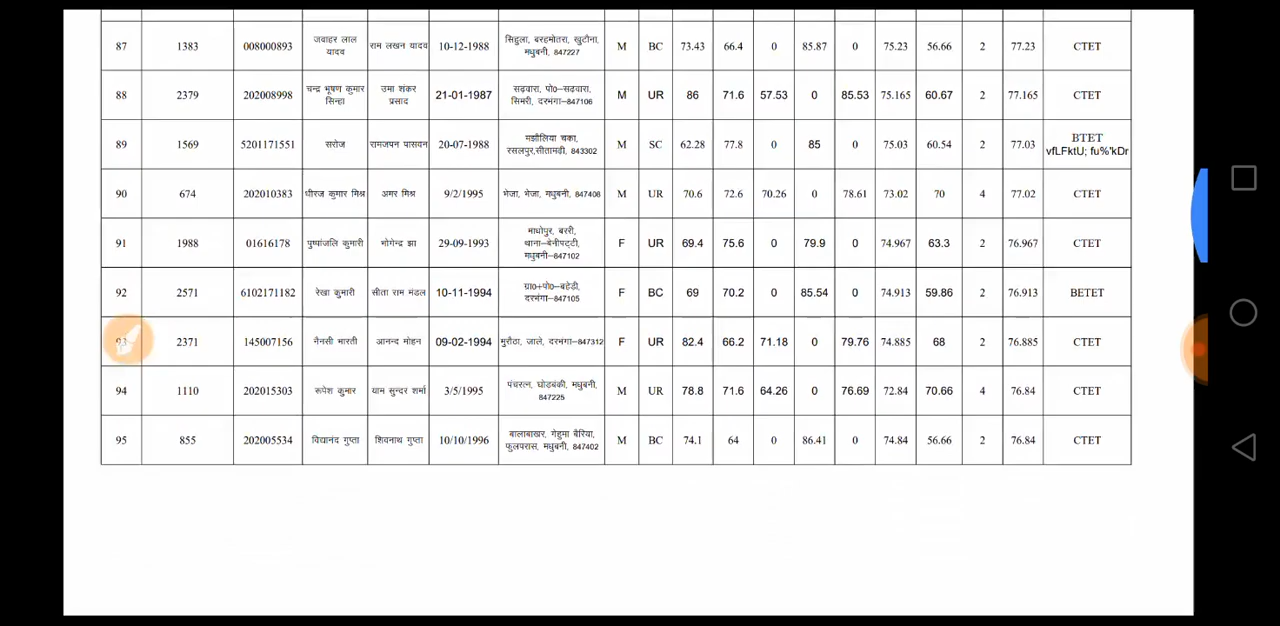 87 1383 008000893 जवाहर लाल यादव राम लखन यादव 10-12-1988 सिहुला, बरहमोतरा, खुटौना, मधुबनी, 847227 M BC 73.43 66.4 0 85.87 0 75.23 56.66 2 77.23 CTET
88 2379 202008998 चन्द्र भूषण कुमार सिन्हा उमा शंकर प्रसाद 21-01-1987 सढ़वारा, पो0-सढवारा, सिमरी, दरभंगा-847106 M UR 86 71.6 57.53 0 85.53 75.165 60.67 2 77.165 CTET
89 1569 5201171551 सरोज रामजपन पासवन 20-07-1988 मझौलिया चका, रसलपुर,सीतामढ़ी, 843302 M SC 62.28 77.8 0 85 0 75.03 60.54 2 77.03 BTET vfLFktU; fu%'kDr
90 674 202010383 धीरज कुमार मिश्र अमर मिश्र 9/2/1995 भेजा, भेजा, मधुबनी, 847408 M UR 70.6 72.6 70.26 0 78.61 73.02 70 4 77.02 CTET
91 1988 01616178 पुष्पांजलि कुमारी भोगेन्द्र झा 29-09-1993 माधोपुर, बररी, थाना-बेनीपट्टी, मधुबनी-847102 F UR 69.4 75.6 0 79.9 0 74.967 63.3 2 76.967 CTET
92 2571 6102171182 रेखा कुमारी सीता राम मंडल 10-11-1994 ग्रा0+पो0-बहेडी, दरभंगा-847105 F BC 69 70.2 0 85.54 0 74.913 59.86 2 76.913 BETET
2371 145007156 नैनसी भारती आनन्द मोहन 09-02-1994 मुरौठा, जाले, दरभंगा-847312 F UR 82.4 66.2 71.18 0 79.76 74.885 68 2 76.885 CTET
94 1110 202015303 रूपेश कुमार याम सुन्दर शर्मा 3/5/1995 पंचरत्न, घोडबंकी, मधुबनी, 847225 M UR 78.8 71.6 64.26 0 76.69 72.84 70.66 4 76.84 CTET
95 855 202005534 विद्यानंद गुप्ता शिवनाथ गुप्ता 10/10/1996 बालाबाखर, गेहुमा बैरिया, फुलपरास, मधुबनी, 847402 M BC 74.1 64 0 86.41 0 74.84 56.66 2 76.84 CTET